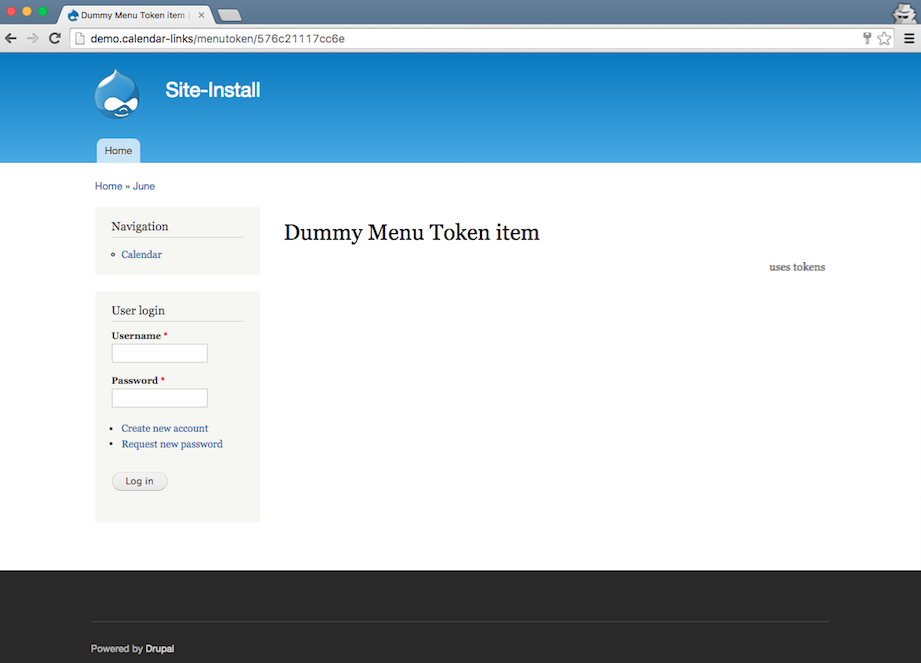 Dummy Menu Token item |
demo.calendar-links/menutoken/576c21117cc6e
Site-Install
Home
Home » June
Navigation
Calendar
Dummy Menu Token item
uses tokens
User login
Username *
Password *
Create new account
Request new password
Log in
Powered by Drupal